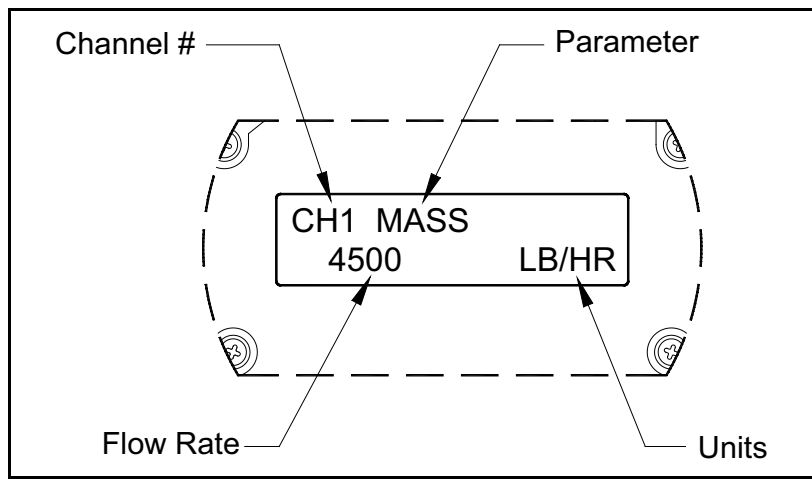 Channel #
Parameter
CH1 MASS
4500 LB/HR
Flow Rate
Units